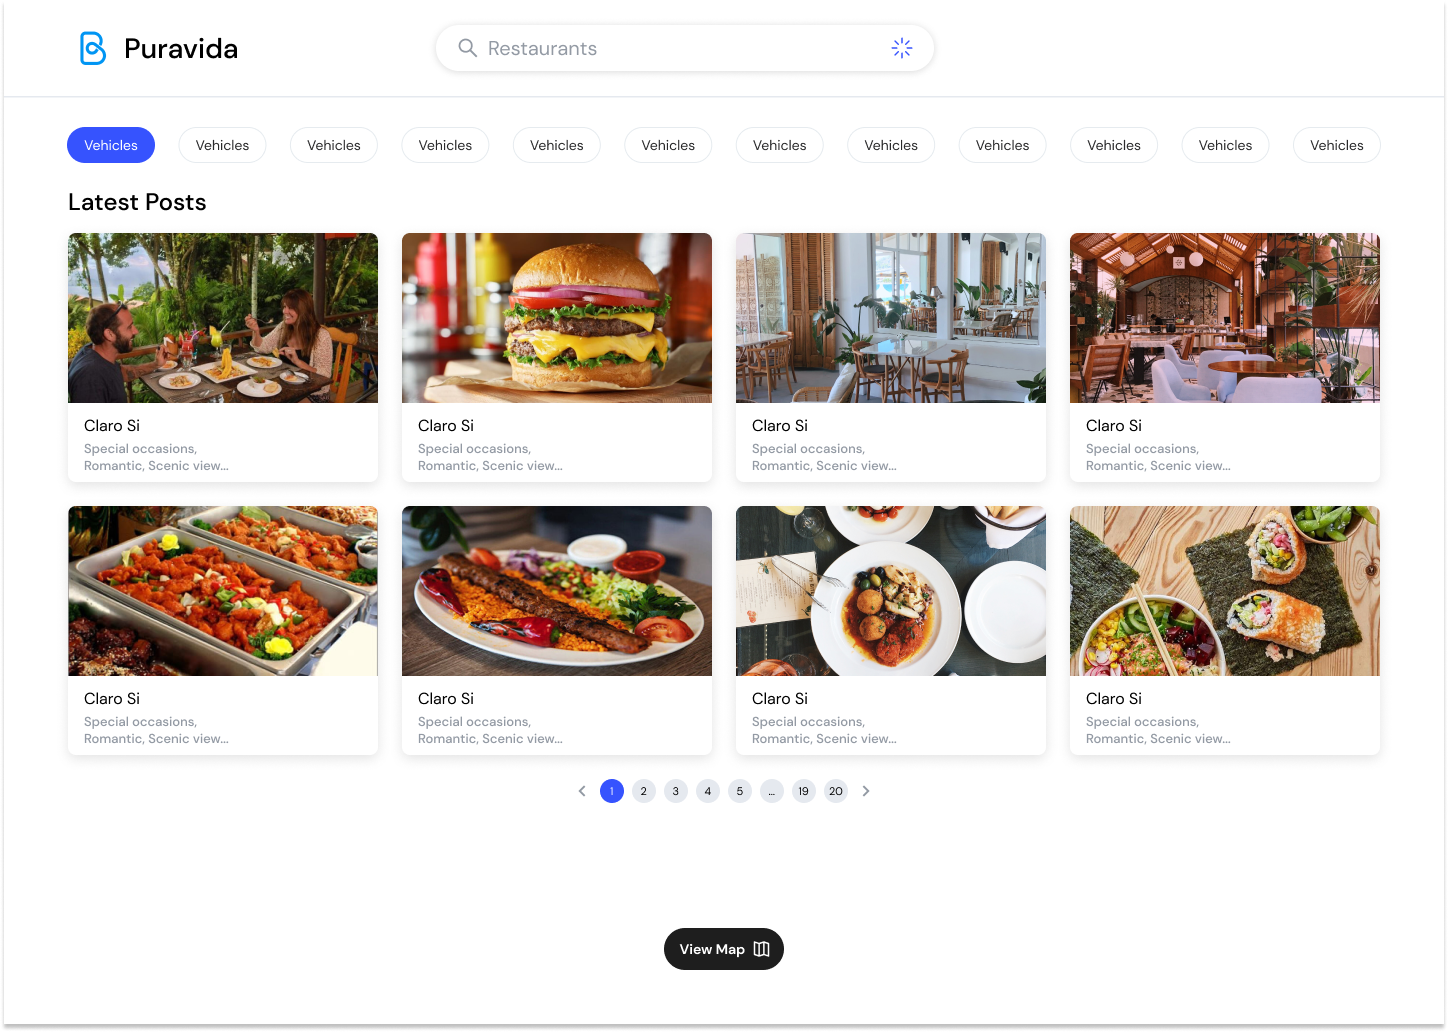 Puravida
Restaurants
Vehicles Vehicles Vehicles Vehicles Vehicles Vehicles Vehicles Vehicles Vehicles Vehicles Vehicles Vehicles
Latest Posts
Claro Si
Special occasions,
Romantic, Scenic view...
Claro Si
Special occasions,
Romantic, Scenic view...
Claro Si
Special occasions,
Romantic, Scenic view...
Claro Si
Special occasions,
Romantic, Scenic view...
Claro Si
Special occasions,
Romantic, Scenic view...
Claro Si
Special occasions,
Romantic, Scenic view...
Claro Si
Special occasions,
Romantic, Scenic view...
Claro Si
Special occasions,
Romantic, Scenic view...
1 2 3 4 5 ... 19 20
View Map